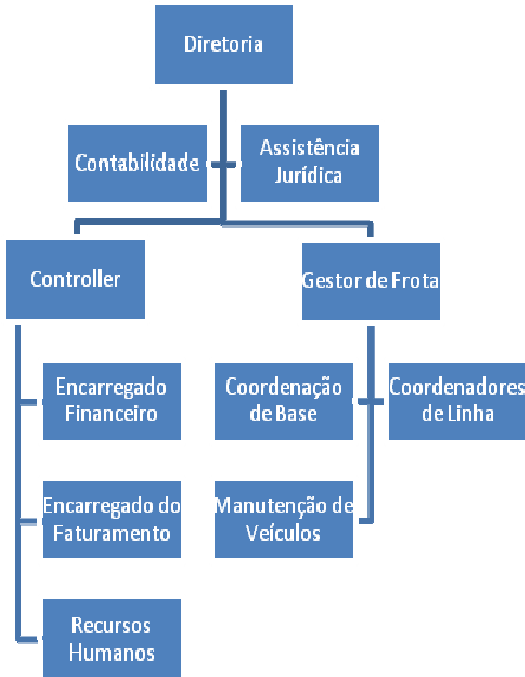 Diretoria
Contabilidade
Assistência
Jurídica
Controller
Gestor de Frota
Encarregado
Financeiro
Coordenação
de Base
Coordenadores
de Linha
Encarregado do
Faturamento
Manutenção de
Veículos
Recursos
Humanos